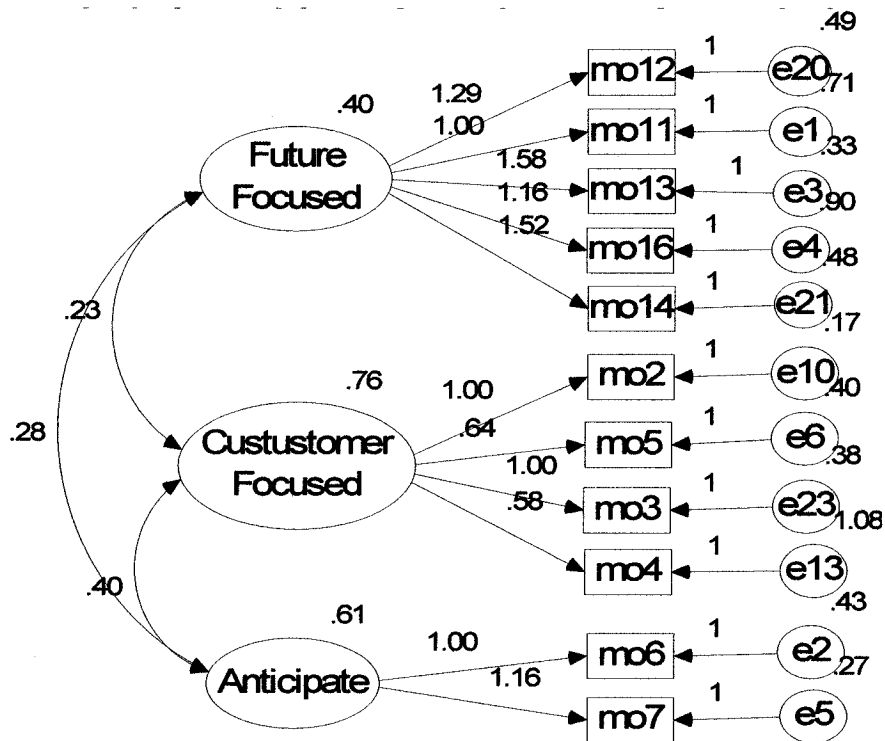 .49
1
mo12
e20
.71
.40
1.29
1
1.00
mo11
e1
.33
Future
Focused
1.58
1
mo13
e3
.90
1.16
1
mo16
e4
.48
1.52
1
mo14
e21
.17
.23
1
.76
1.00
mo2
e10
.40
.64
1
.28
Custustomer
Focused
mo5
e6
.38
1.00
1
.58
mo3
e23
1.08
1
mo4
e13
.43
.40
.61
1.00
1
mo6
e2
.27
Anticipate
1.16
1
mo7
e5